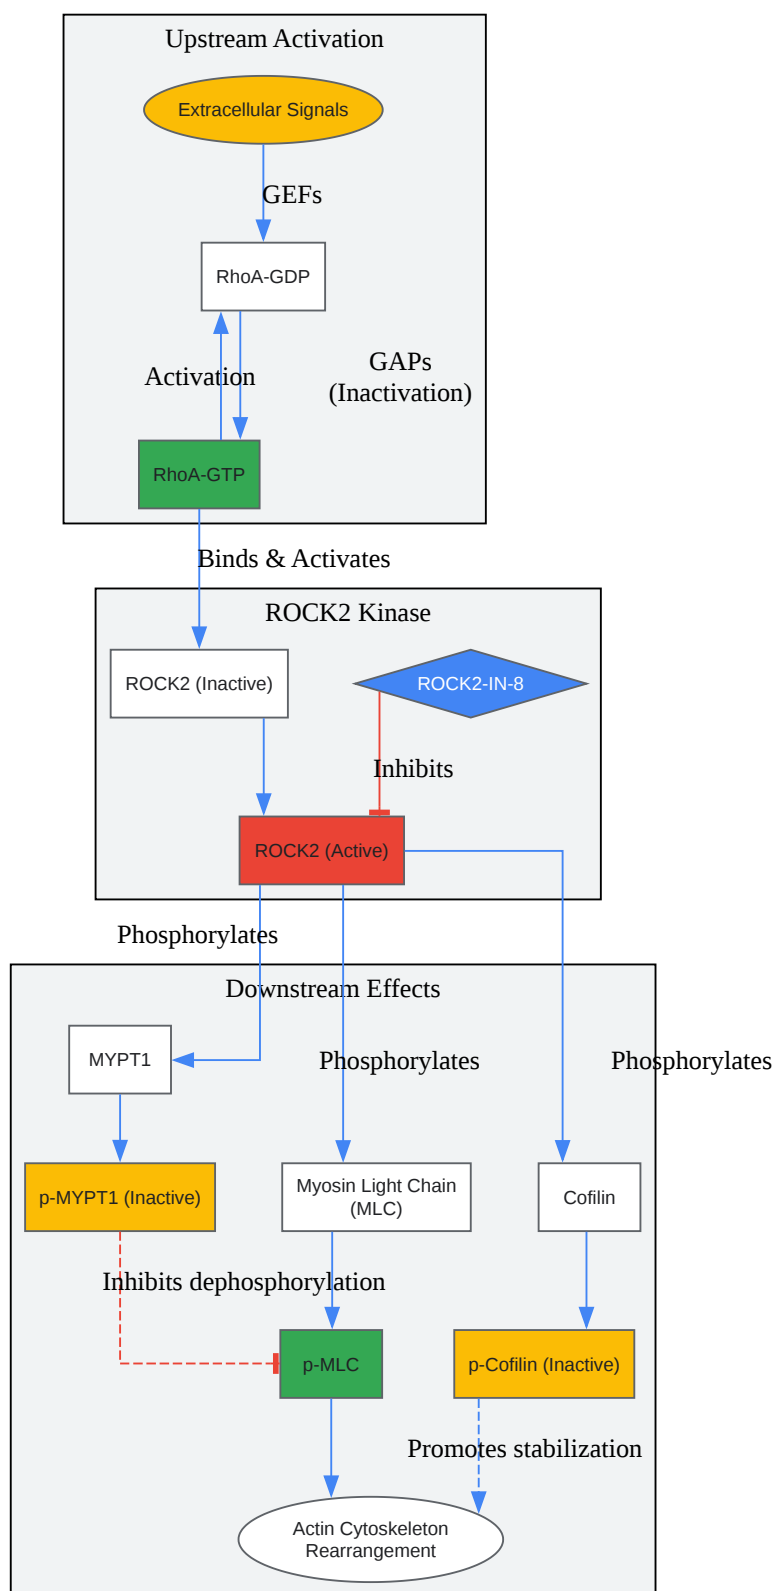 Upstream Activation
Extracellular Signals
GEFs
RhoA-GDP
GAPs
(Inactivation)
Activation
RhoA-GTP
Binds & Activates
ROCK2 Kinase
ROCK2 (Inactive)
ROCK2-IN-8
Inhibits
ROCK2 (Active)
Phosphorylates
Downstream Effects
MYPT1
Phosphorylates
Phosphorylates
p-MYPT1 (Inactive)
Myosin Light Chain
(MLC)
Cofilin
Inhibits dephosphorylation
p-MLC
p-Cofilin (Inactive)
Promotes stabilization
Actin Cytoskeleton
Rearrangement